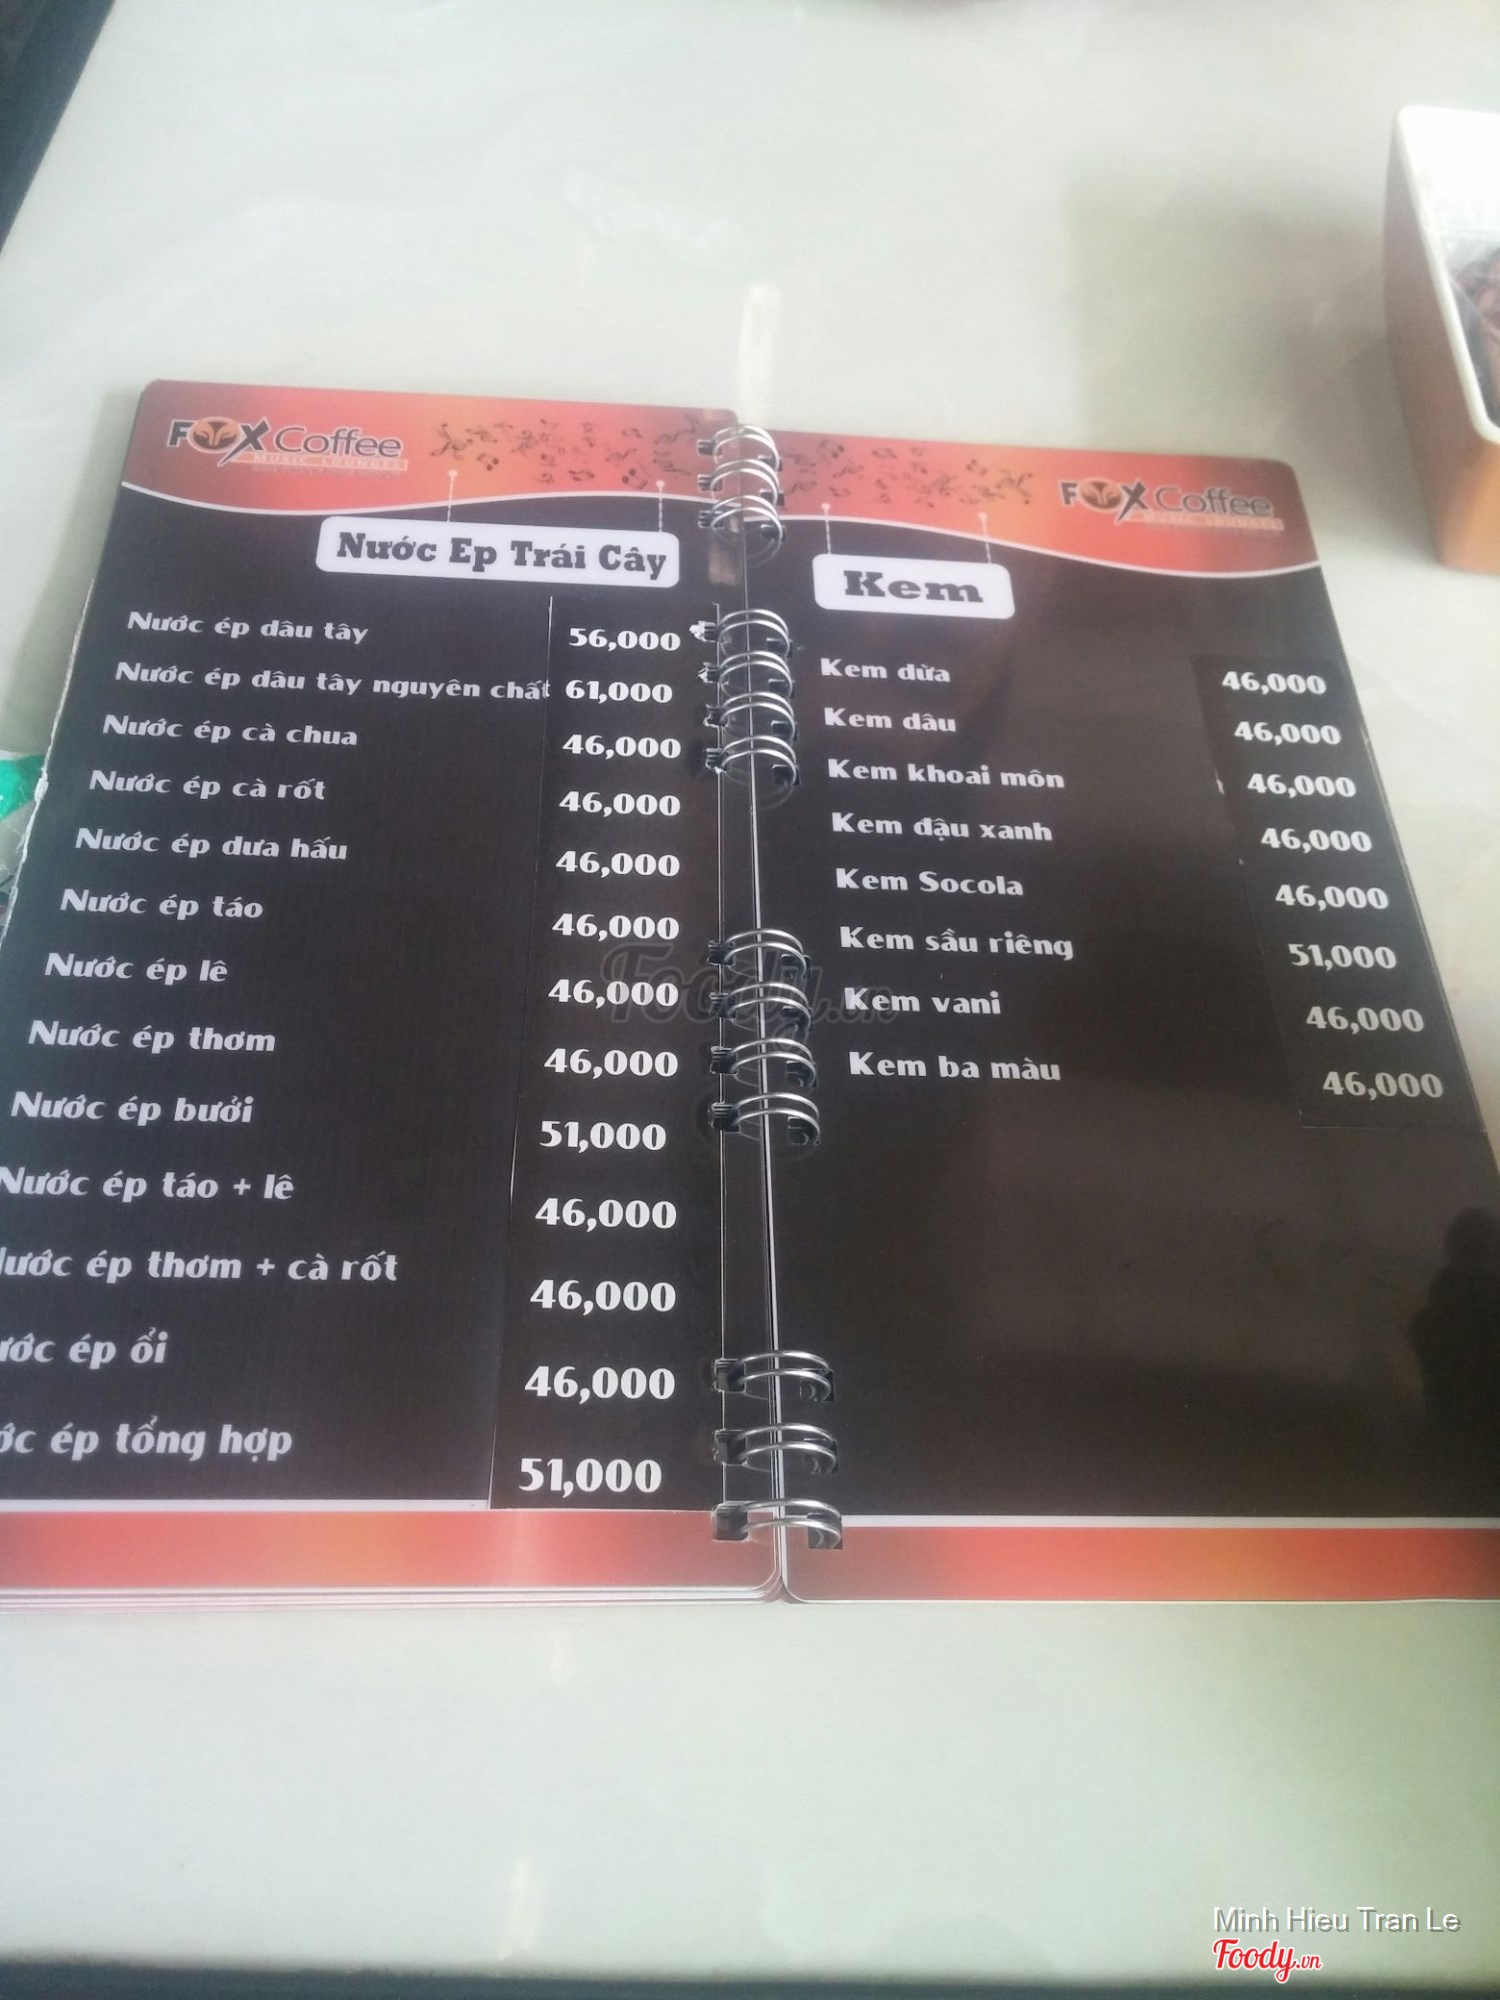 FOX Coffee
MUSIC LOUNGES
Nước Ep Trái Cây
Nước ép dâu tây 56,000
Nước ép dâu tây nguyên chất 61,000
Nước ép cà chua 46,000
Nước ép cà rốt 46,000
Nước ép dưa hấu 46,000
Nước ép táo 46,000
Nước ép lê 46,000
Nước ép thơm 46,000
Nước ép bưởi 51,000
Nước ép táo + lê 46,000
Nước ép thơm + cà rốt 46,000
ước ép ổi 46,000
ớc ép tổng hợp 51,000
FOX Coffee
Kem
Kem dừa 46,000
Kem dâu 46,000
Kem khoai môn 46,000
Kem đậu xanh 46,000
Kem Socola 46,000
Kem sầu riêng 51,000
Kem vani 46,000
Kem ba màu 46,000
Foody.vn
Minh Hieu Tran Le
Foody.vn